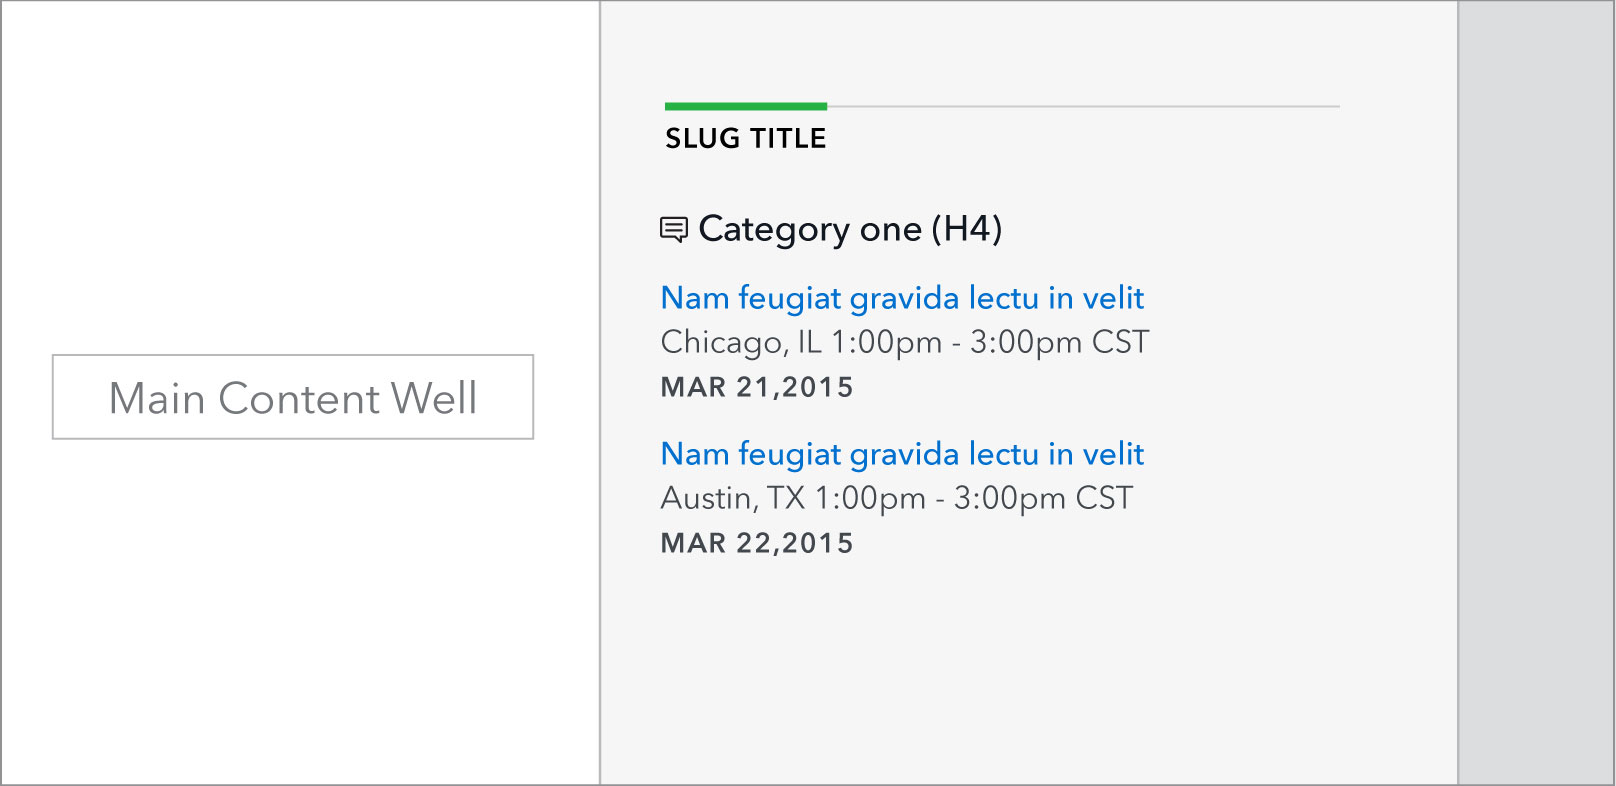 Main Content Well
SLUG TITLE
Category one (H4)
Nam feugiat gravida lectu in velit
Chicago, IL 1:00pm - 3:00pm CST
MAR 21,2015
Nam feugiat gravida lectu in velit
Austin, TX 1:00pm - 3:00pm CST
MAR 22,2015